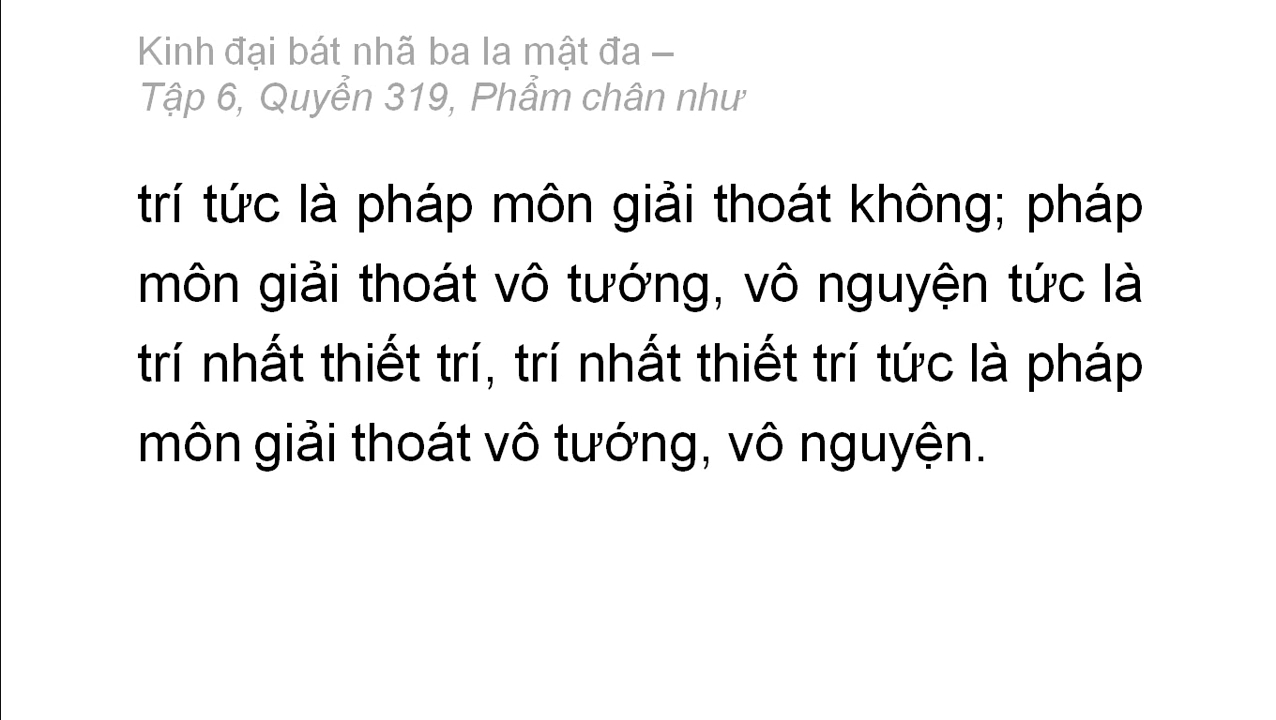 Kinh đại bát nhã ba la mật đa –
Tập 6, Quyển 319, Phẩm chân như
trí tức là pháp môn giải thoát không; pháp
môn giải thoát vô tướng, vô nguyện tức là
trí nhất thiết trí, trí nhất thiết trí tức là pháp
môn giải thoát vô tướng, vô nguyện.